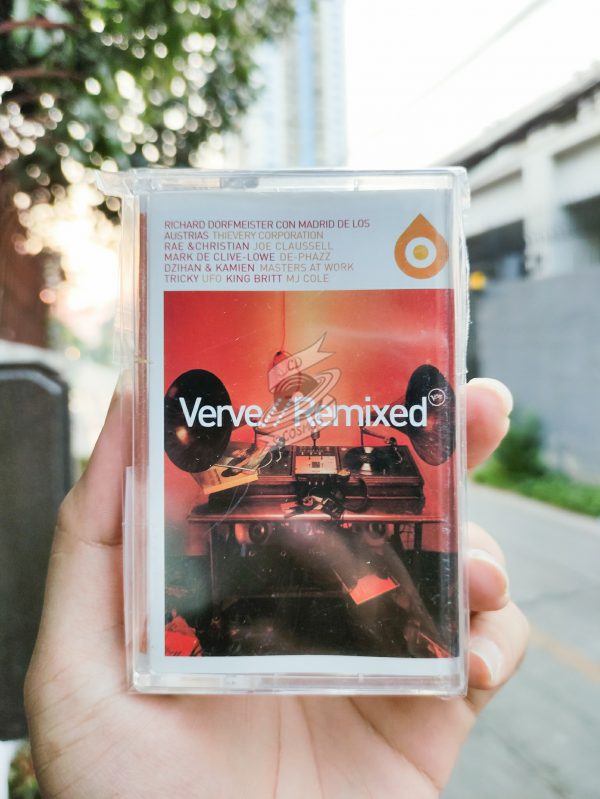 RICHARD DORFMEISTER CON MADRID DE LOS
AUSTRIAS THIEVERY CORPORATION
RAE & CHRISTIAN JOE CLAUSSELL
MARK DE CLIVE-LOWE DE-PHAZZ
DZIHAN & KAMIEN MASTERS AT WORK
TRICKY UFO KING BRITT MJ COLE
Verve // Remixed
CD